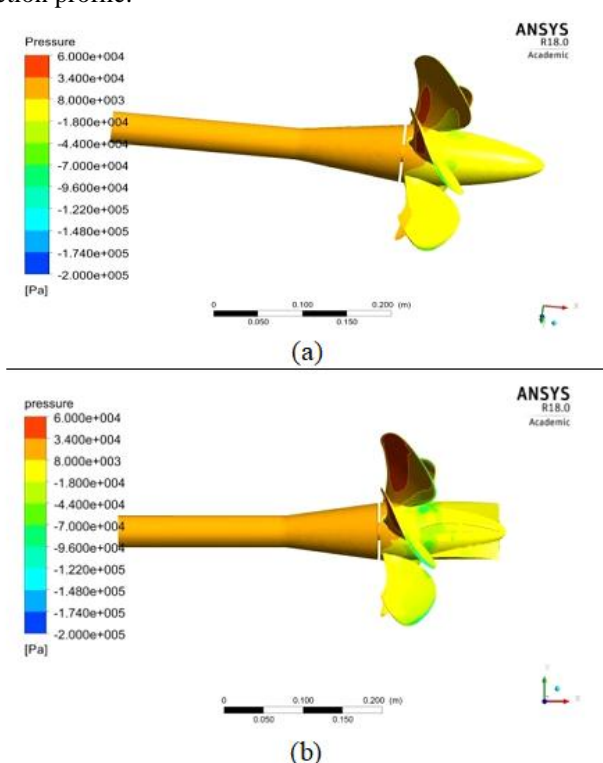 ction profile.
Pressure
6.000e+004
3.400e+004
8.000e+003
-1.800e+004
-4.400e+004
-7.000e+004
-9.600e+004
-1.220e+005
-1.480e+005
-1.740e+005
-2.000e+005
[Pa]
ANSYS
R18.0
Academic
0 0.100 0.200 (m)
0.050 0.150
X
(a)
pressure
6.000e+004
3.400e+004
8.000e+003
-1.800e+004
-4.400e+004
-7.000e+004
-9.600e+004
-1.220e+005
-1.480e+005
-1.740e+005
-2.000e+005
[Pa]
ANSYS
R18.0
Academic
0 0.100 0.200 (m)
0.050 0.150
(b)